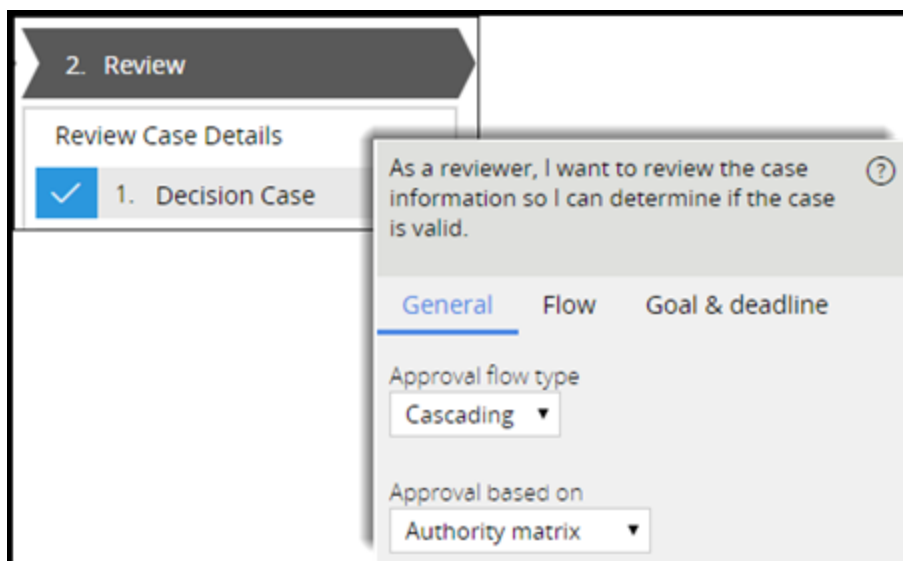 2. Review
Review Case Details
1. Decision Case
As a reviewer, I want to review the case
information so I can determine if the case
is valid.
?
General Flow Goal & deadline
Approval flow type
Cascading
Approval based on
Authority matrix